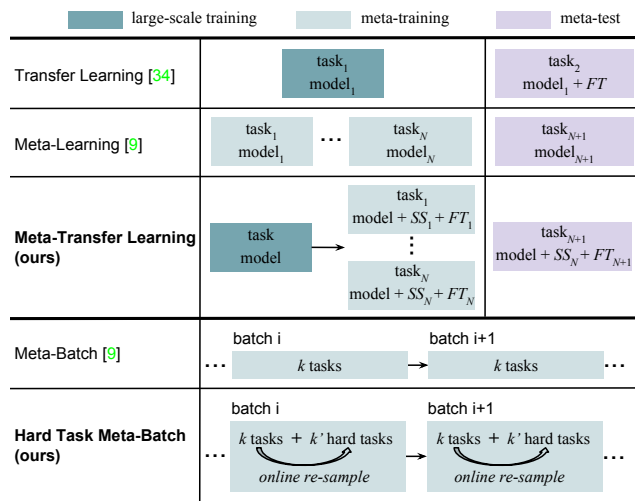 large-scale training meta-training meta-test
Transfer Learning [34]
task1
model1
task2
model1 + FT
Meta-Learning [9]
task1
model1
...
taskN
modelN
taskN+1
modelN+1
Meta-Transfer Learning
(ours)
task
model
task1
model + SS1 + FT1
⋮
taskN
model + SSN + FTN
taskN+1
model + SSN + FTN+1
Meta-Batch [9]
batch i
batch i+1
... k tasks k tasks ...
Hard Task Meta-Batch
(ours)
batch i
batch i+1
... k tasks + k' hard tasks k tasks + k' hard tasks ...
online re-sample online re-sample